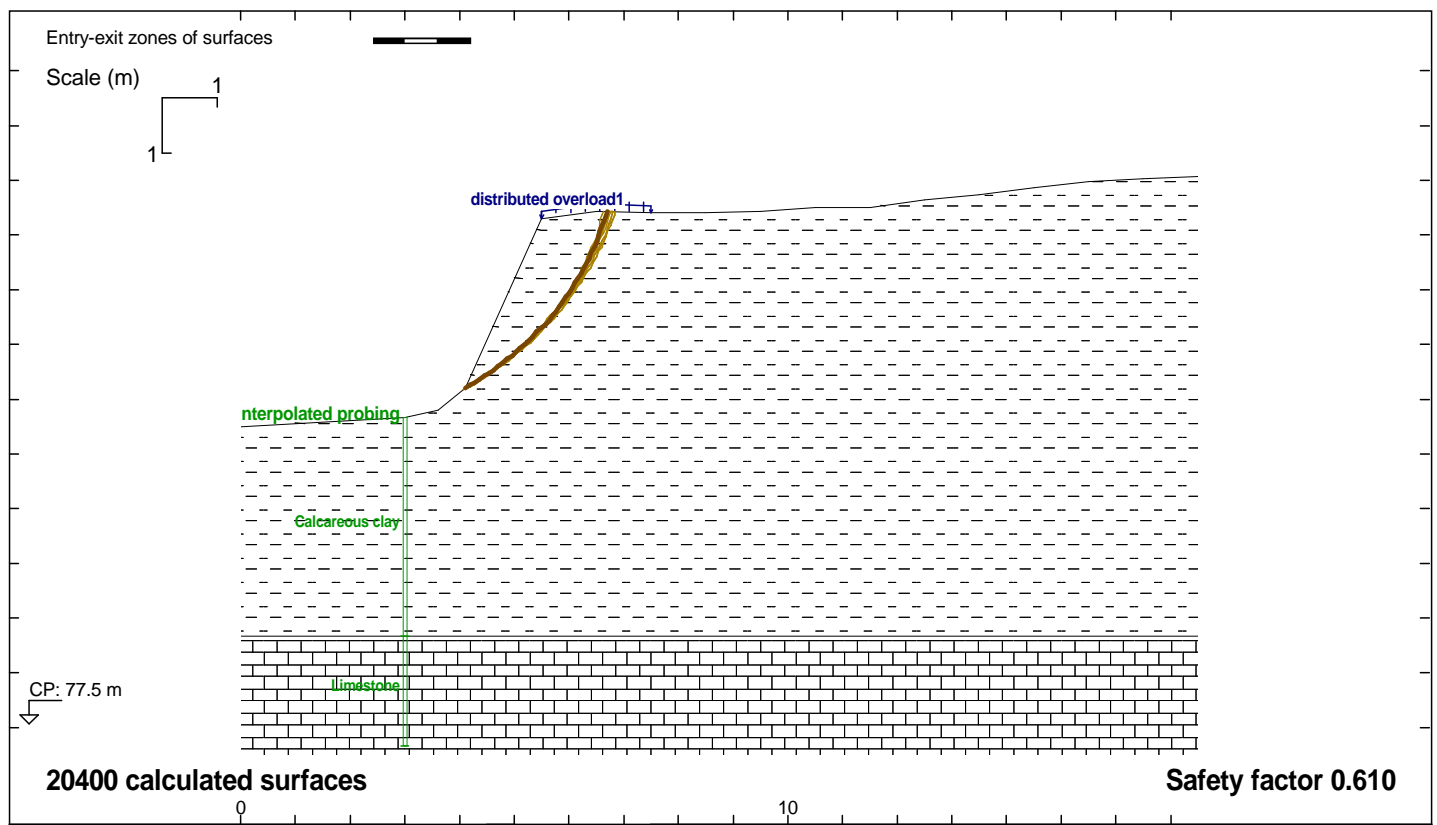 Entry-exit zones of surfaces
Scale (m)
1
1
distributed overload1
nterpolated probing
Calcareous clay
Limestone
CP: 77.5 m
20400 calculated surfaces
Safety factor 0.610
0
10